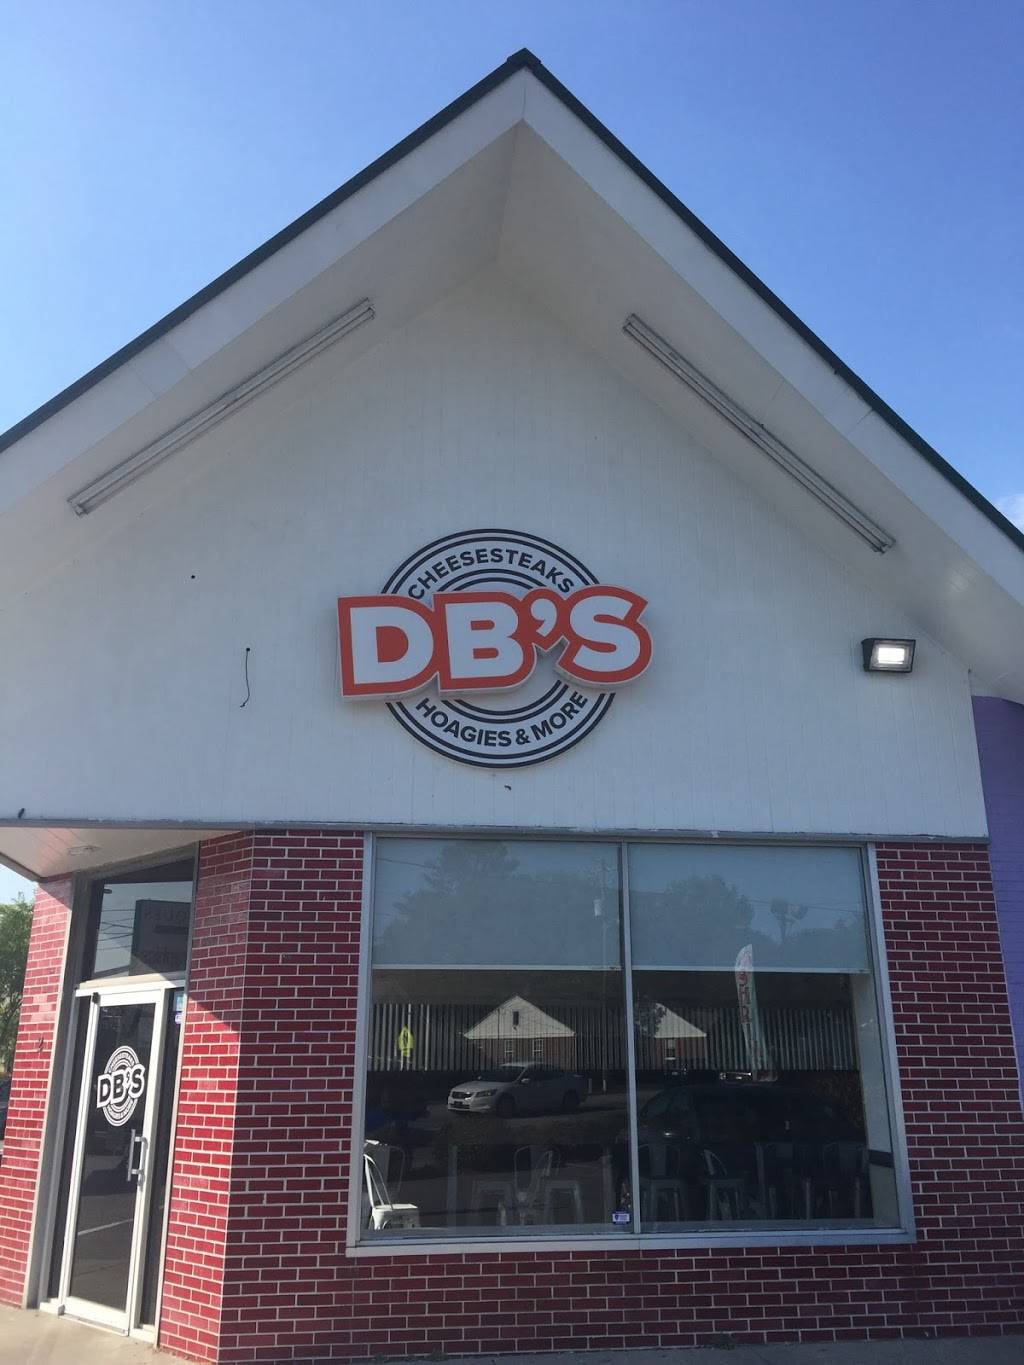 CHEESESTEAKS
DB'S
HOAGIES & MORE
DB'S